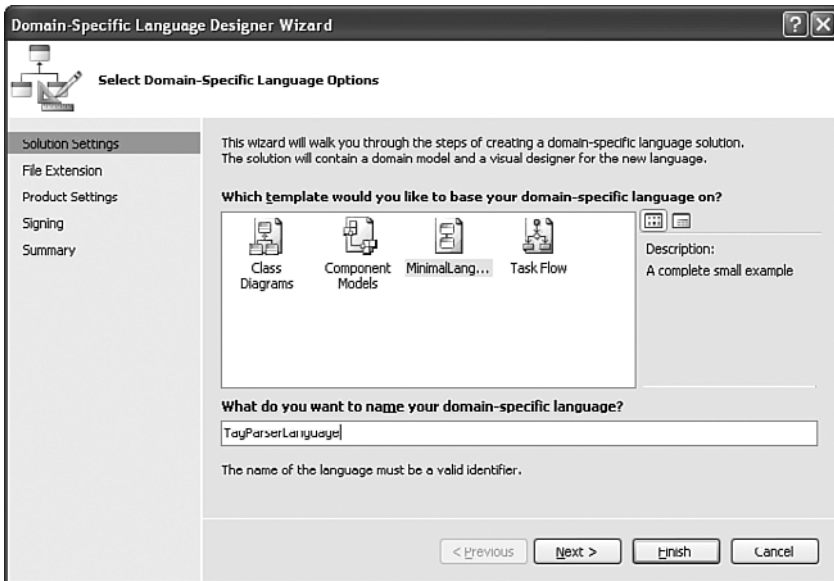 Domain-Specific Language Designer Wizard
Select Domain-Specific Language Options
Solution Settings
File Extension
Product Settings
Signing
Summary
This wizard will walk you through the steps of creating a domain-specific language solution.
The solution will contain a domain model and a visual designer for the new language.
Which template would you like to base your domain-specific language on?
Class
Diagrams
Component
Models
MinimalLang...
Task Flow
Description:
A complete small example
What do you want to name your domain-specific language?
TagParserLanguage
The name of the language must be a valid identifier.
< Previous
Next >
Finish
Cancel